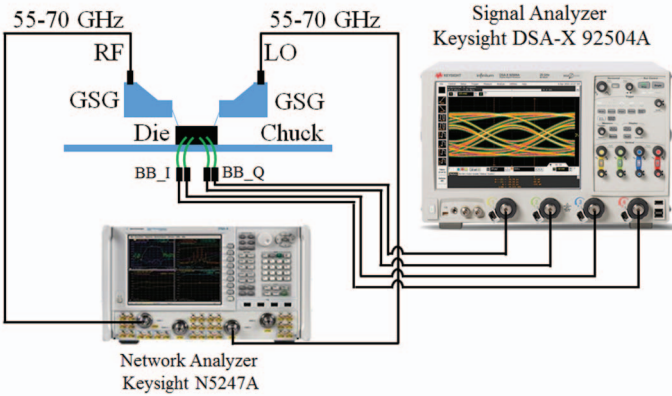 55-70 GHz
55-70 GHz
Signal Analyzer
Keysight DSA-X 92504A
RF
LO
GSG
GSG
Die
Chuck
BB_I
BB_Q
Network Analyzer
Keysight N5247A